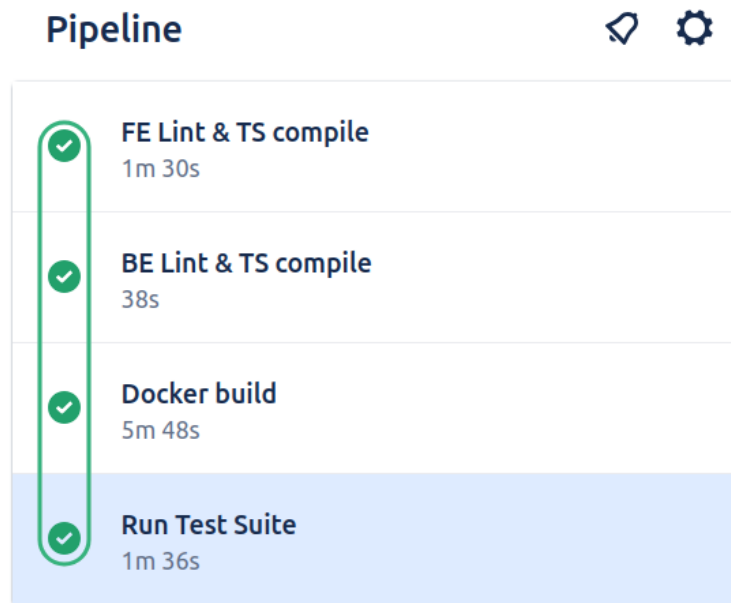 Pipeline
FE Lint & TS compile
1m 30s
BE Lint & TS compile
38s
Docker build
5m 48s
Run Test Suite
1m 36s